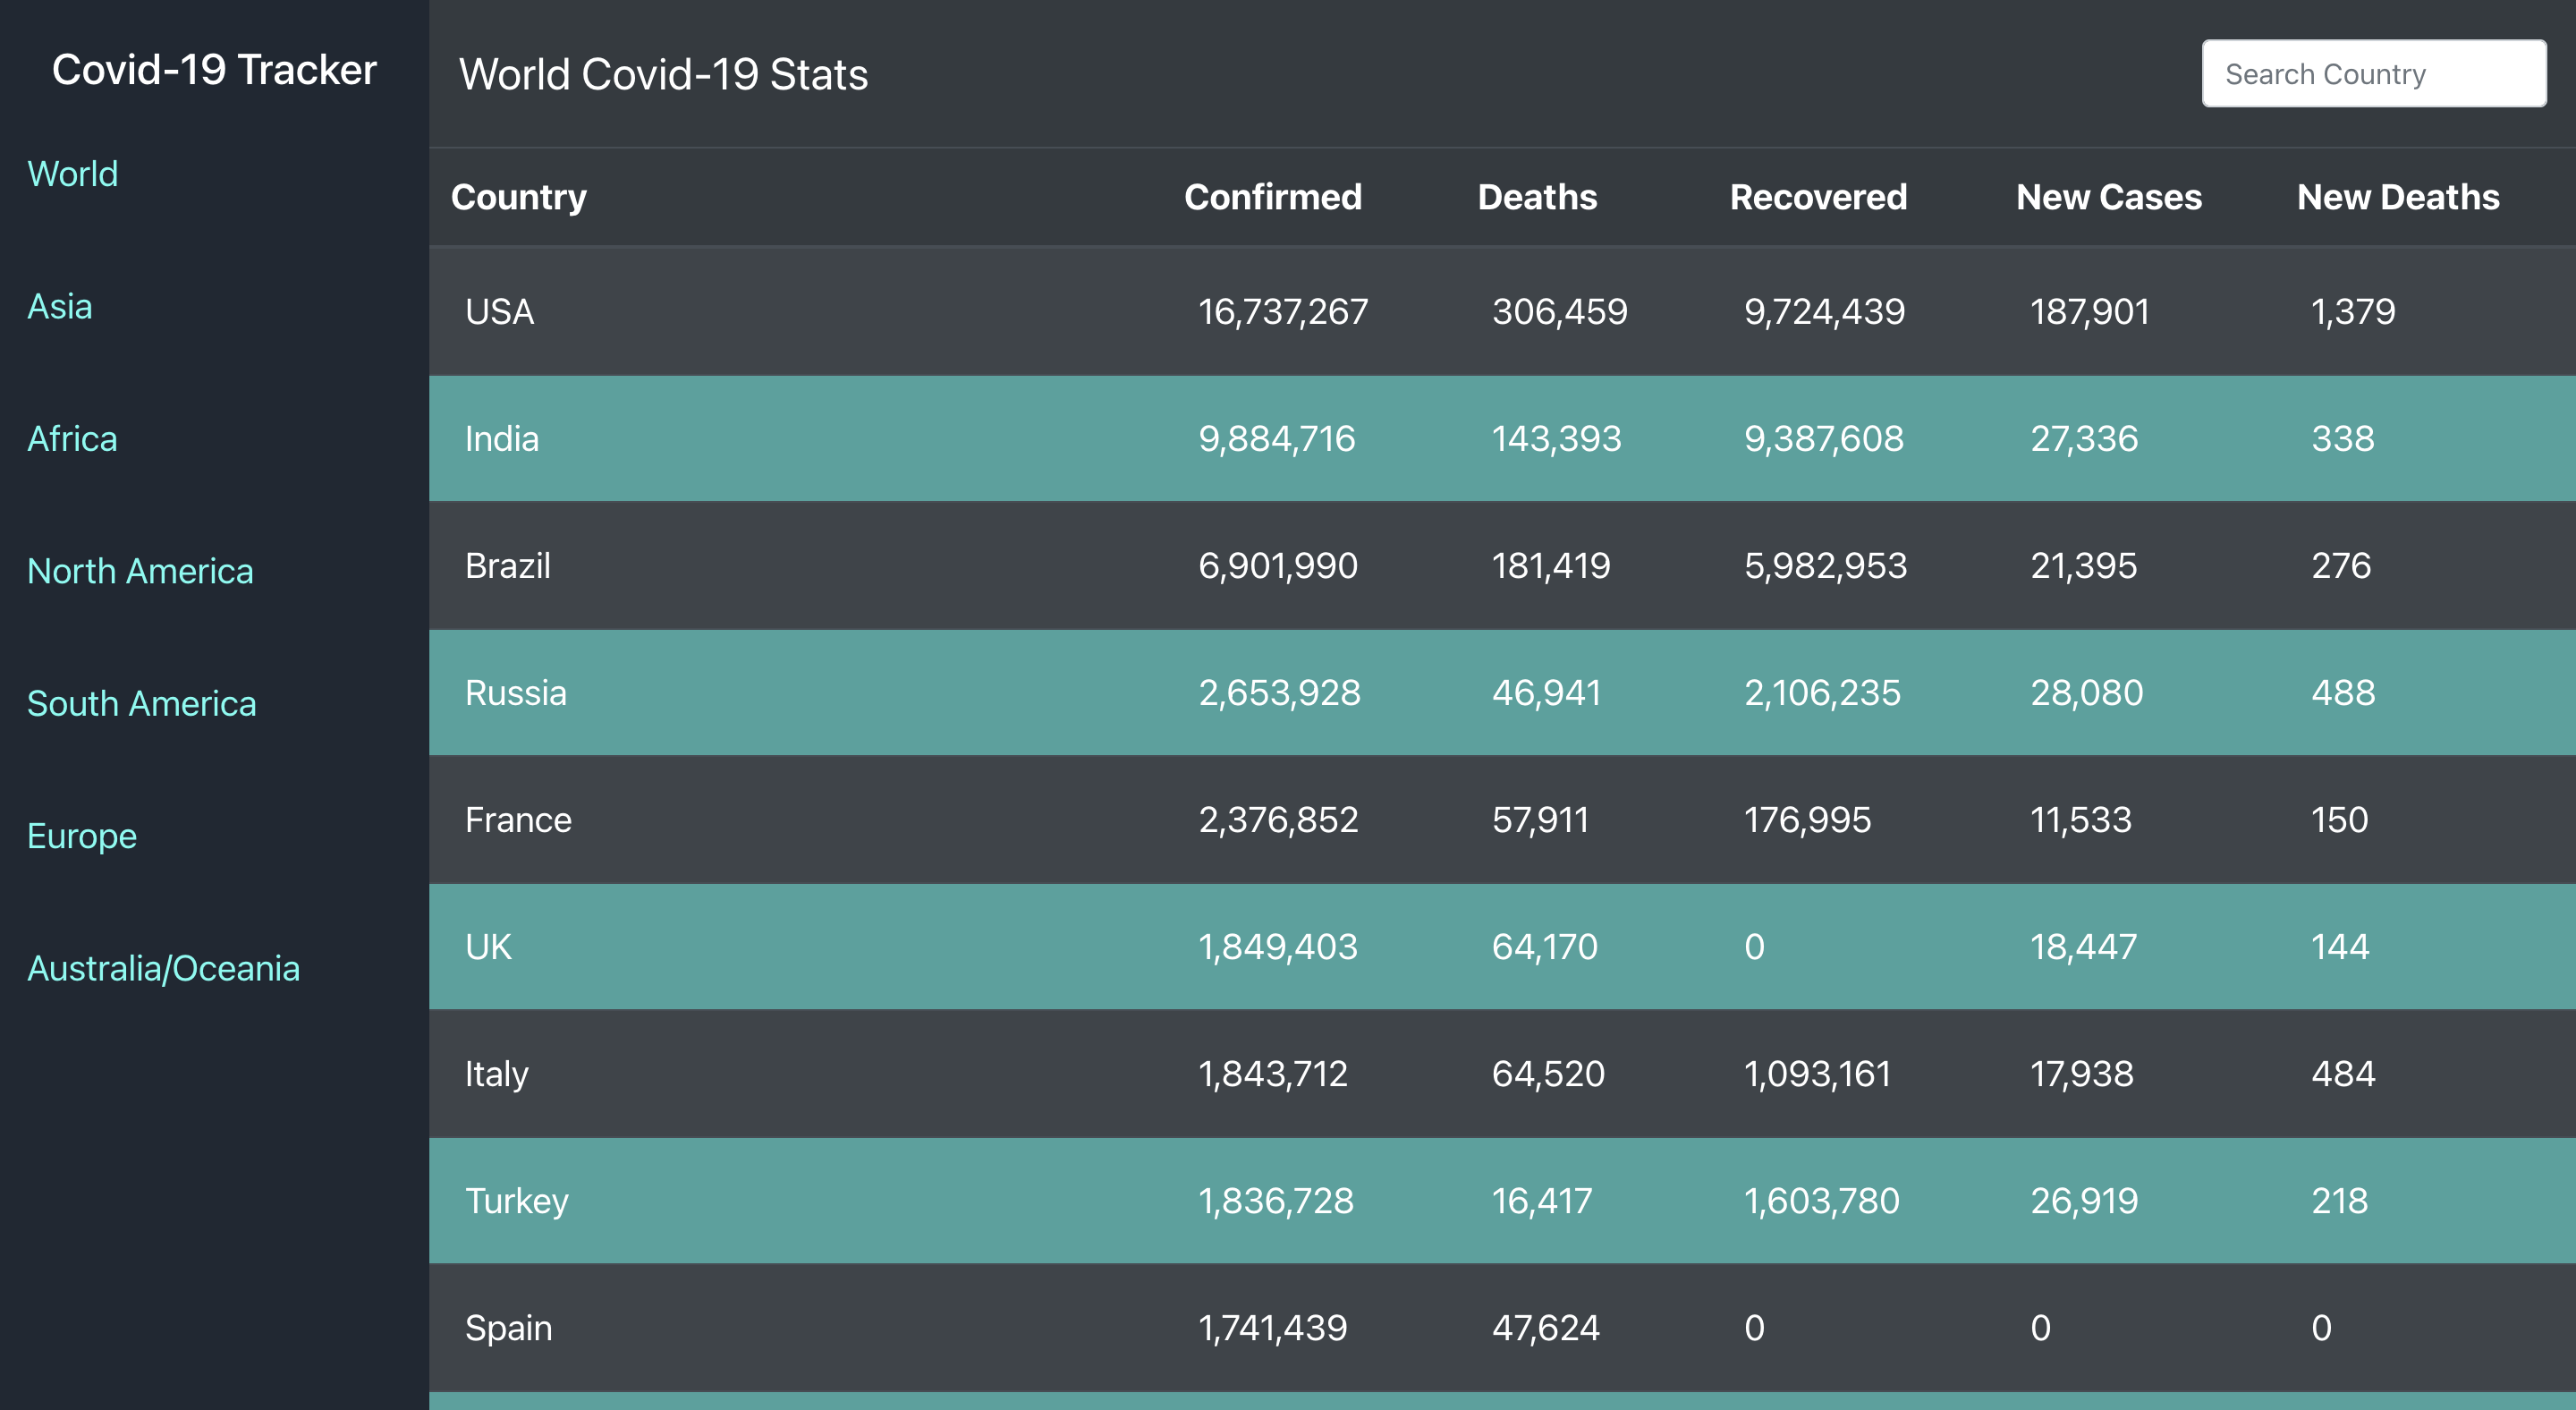 Covid-19 Tracker
World
Asia
Africa
North America
South America
Europe
Australia/Oceania
World Covid-19 Stats
Search Country
Country Confirmed Deaths Recovered New Cases New Deaths
USA 16,737,267 306,459 9,724,439 187,901 1,379
India 9,884,716 143,393 9,387,608 27,336 338
Brazil 6,901,990 181,419 5,982,953 21,395 276
Russia 2,653,928 46,941 2,106,235 28,080 488
France 2,376,852 57,911 176,995 11,533 150
UK 1,849,403 64,170 0 18,447 144
Italy 1,843,712 64,520 1,093,161 17,938 484
Turkey 1,836,728 16,417 1,603,780 26,919 218
Spain 1,741,439 47,624 0 0 0